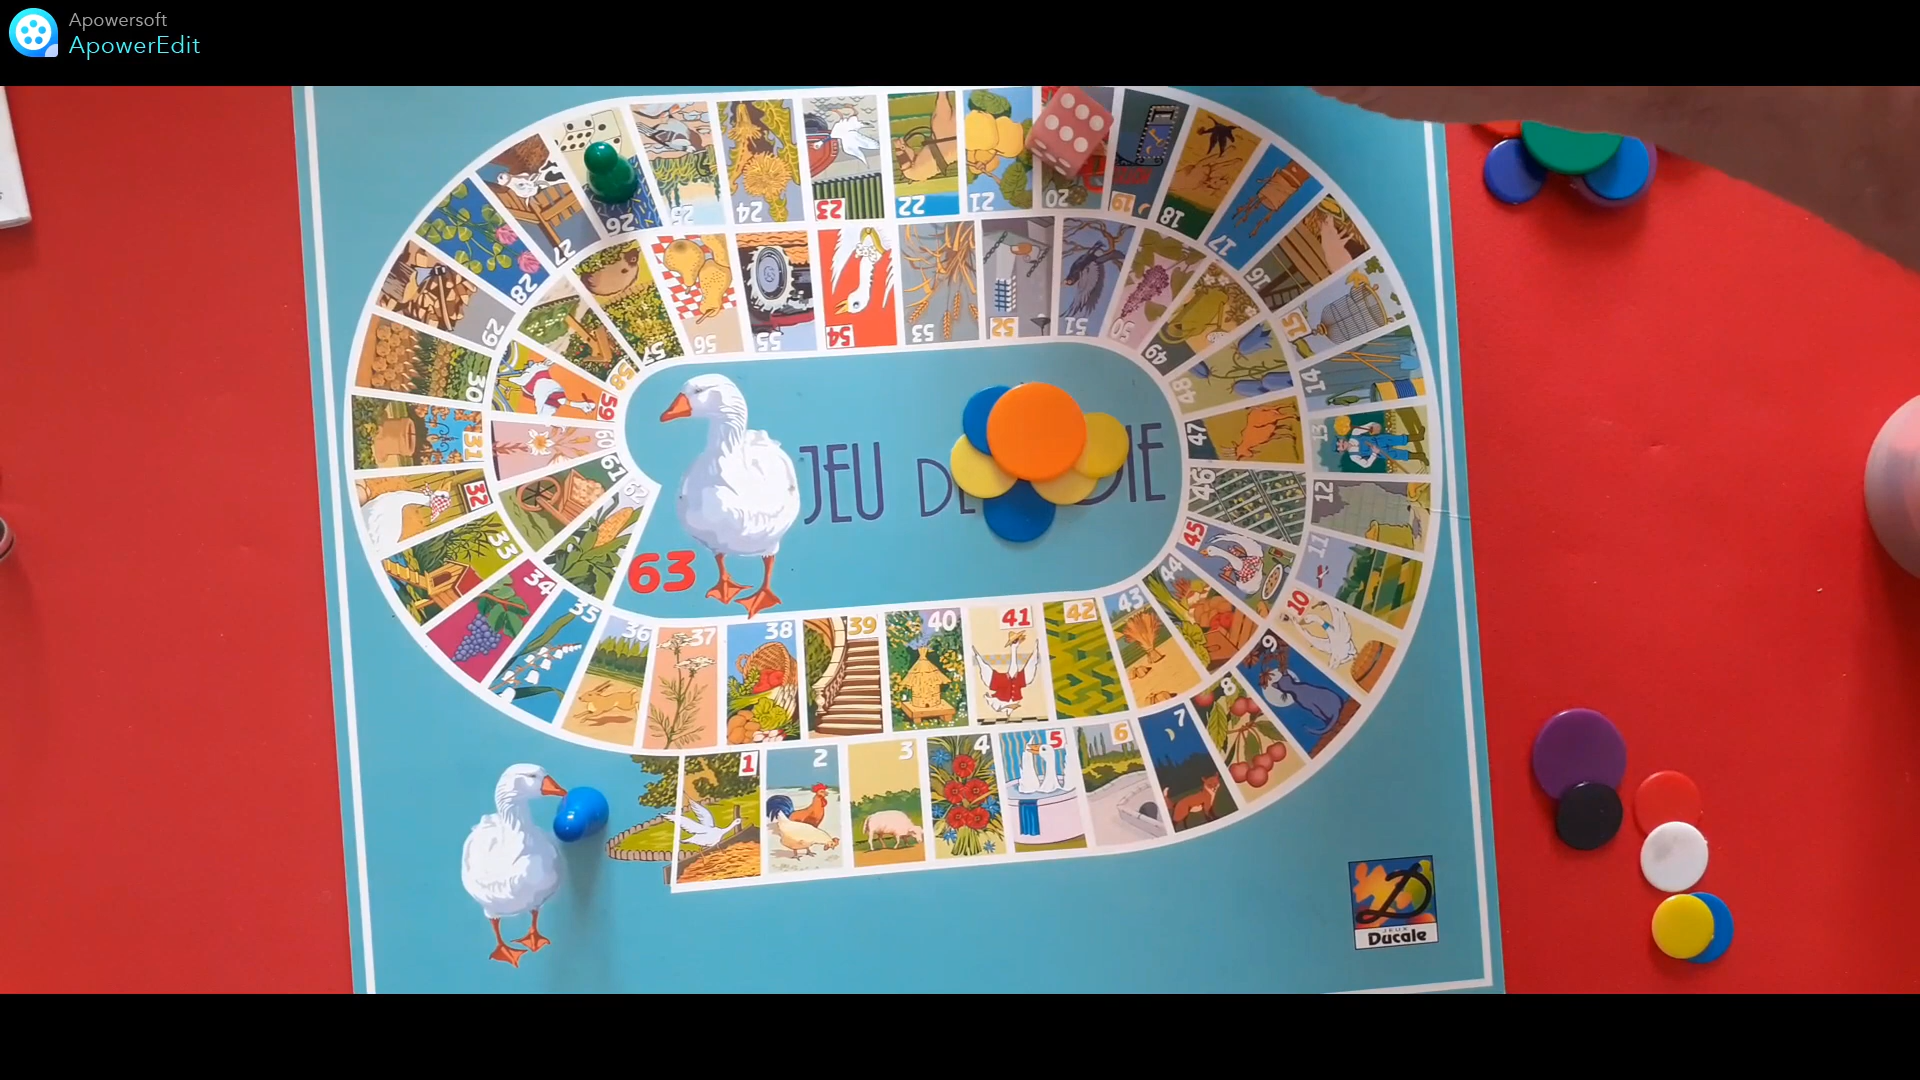 Apowersoft
ApowerEdit
26 25 24 23 22 21 20 19 18
27 17
28 56 55 54 53 52 51 50 16
29 57 49 15
30 58 48 14
59
31 60 JEU DE OIE 47 13
32 61 62 46 12
33 63 45 11
34 44 10
35 36 37 38 39 40 41 42 43 9
8
1 2 3 4 5 6 7
JEUX
Ducale